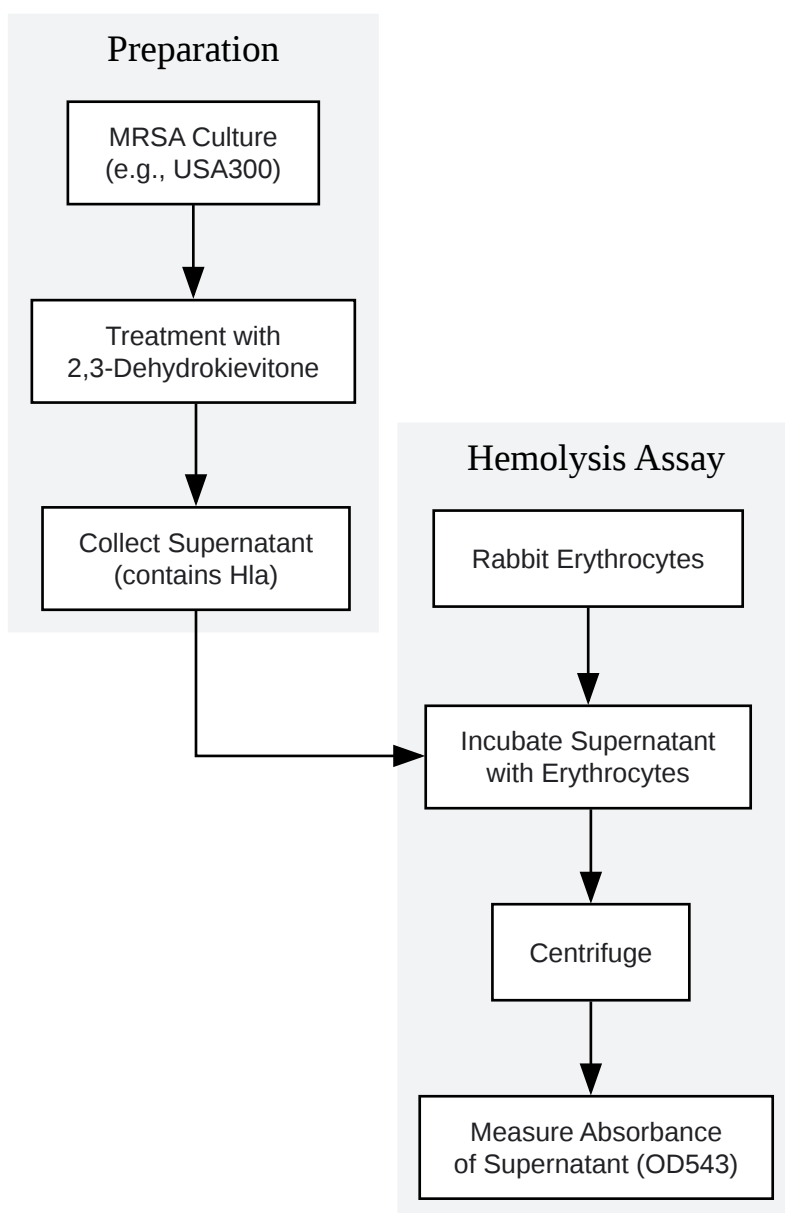 Preparation
MRSA Culture
(e.g., USA300)
Treatment with
2,3-Dehydrokievitone
Collect Supernatant
(contains Hla)
Hemolysis Assay
Rabbit Erythrocytes
Incubate Supernatant
with Erythrocytes
Centrifuge
Measure Absorbance
of Supernatant (OD543)